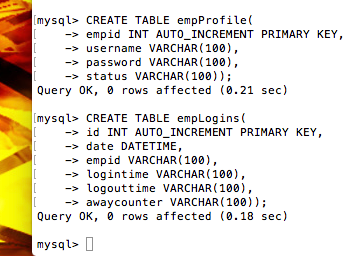 mysql> CREATE TABLE empProfile(
-> empid INT AUTO_INCREMENT PRIMARY KEY,
-> username VARCHAR(100),
-> password VARCHAR(100),
-> status VARCHAR(100));
Query OK, 0 rows affected (0.21 sec)

mysql> CREATE TABLE empLogins(
-> id INT AUTO_INCREMENT PRIMARY KEY,
-> date DATETIME,
-> empid VARCHAR(100),
-> logintime VARCHAR(100),
-> logouttime VARCHAR(100),
-> awaycounter VARCHAR(100));
Query OK, 0 rows affected (0.18 sec)

mysql>